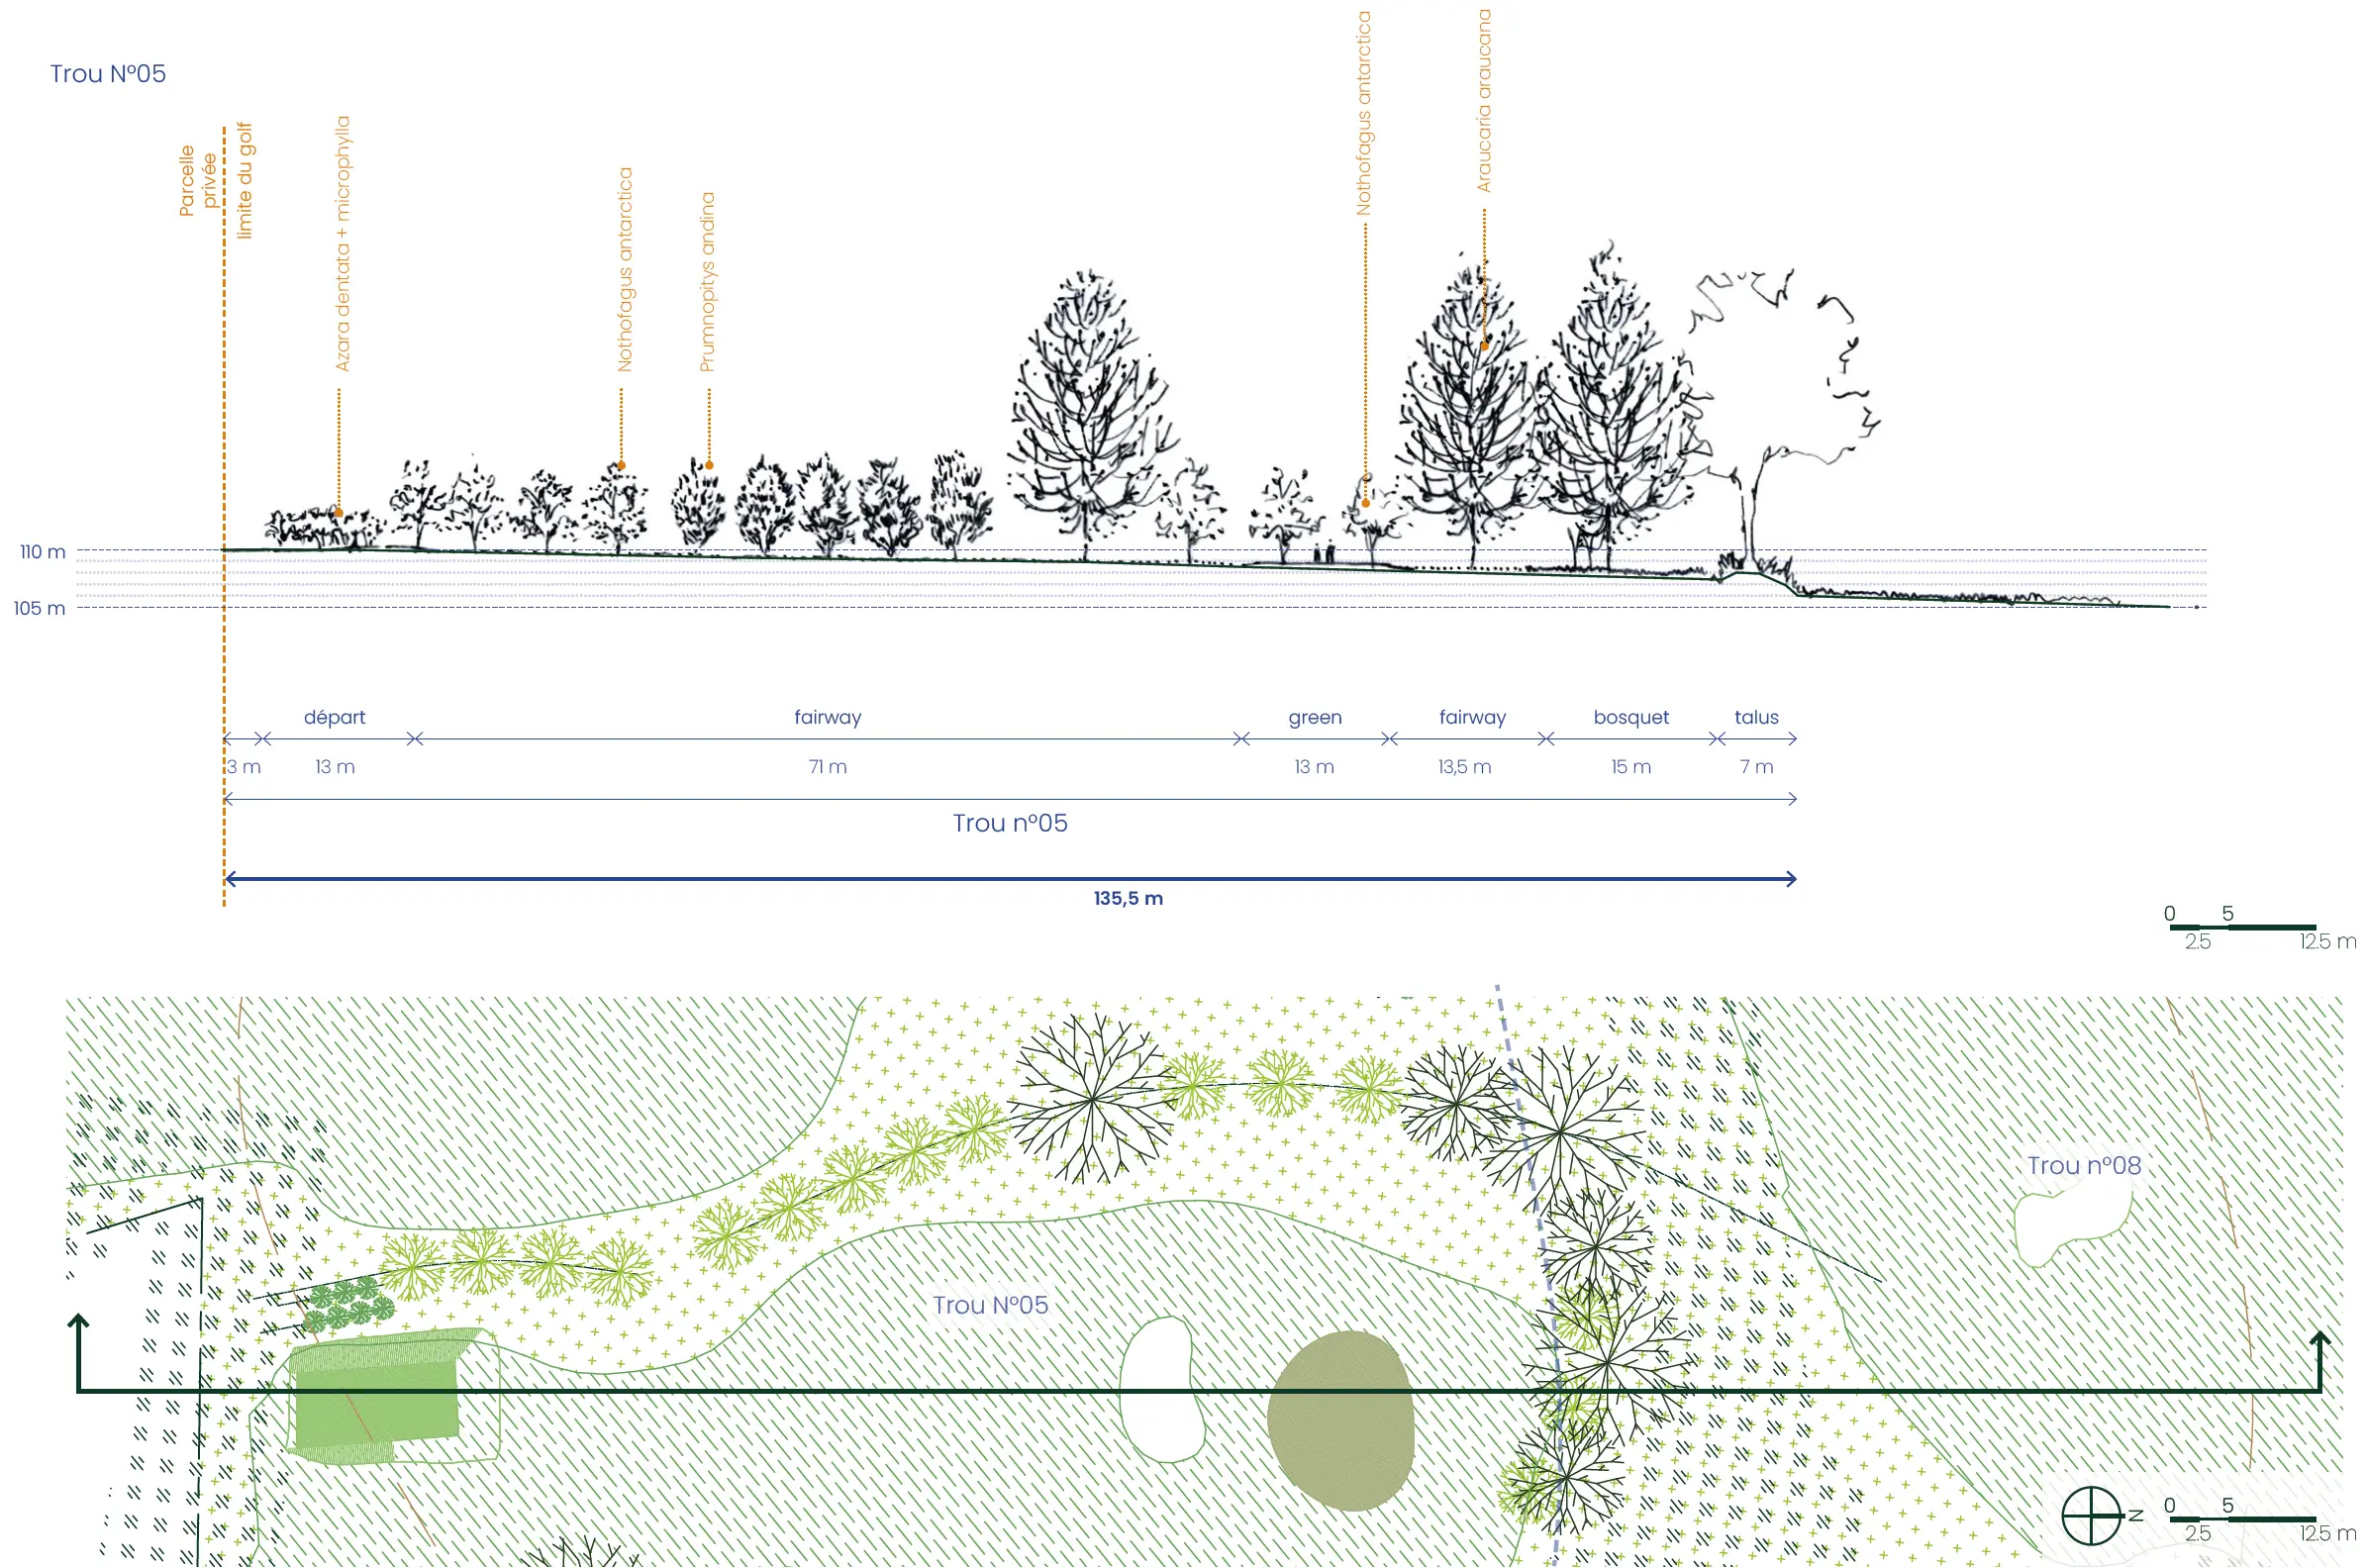 Trou N°05
Parcelle
privée
limite du golf
Azara dentata + microphylla
Nothofagus antarctica
Prumnopitys andina
Nothofagus antarctica
Araucaria araucana
110 m
105 m
départ
fairway
green
fairway
bosquet
talus
3 m
13 m
71 m
13 m
13,5 m
15 m
7 m
Trou n°05
135,5 m
0
5
2.5
12.5 m
Trou n°08
Trou N°05
N
0
5
2.5
12.5 m